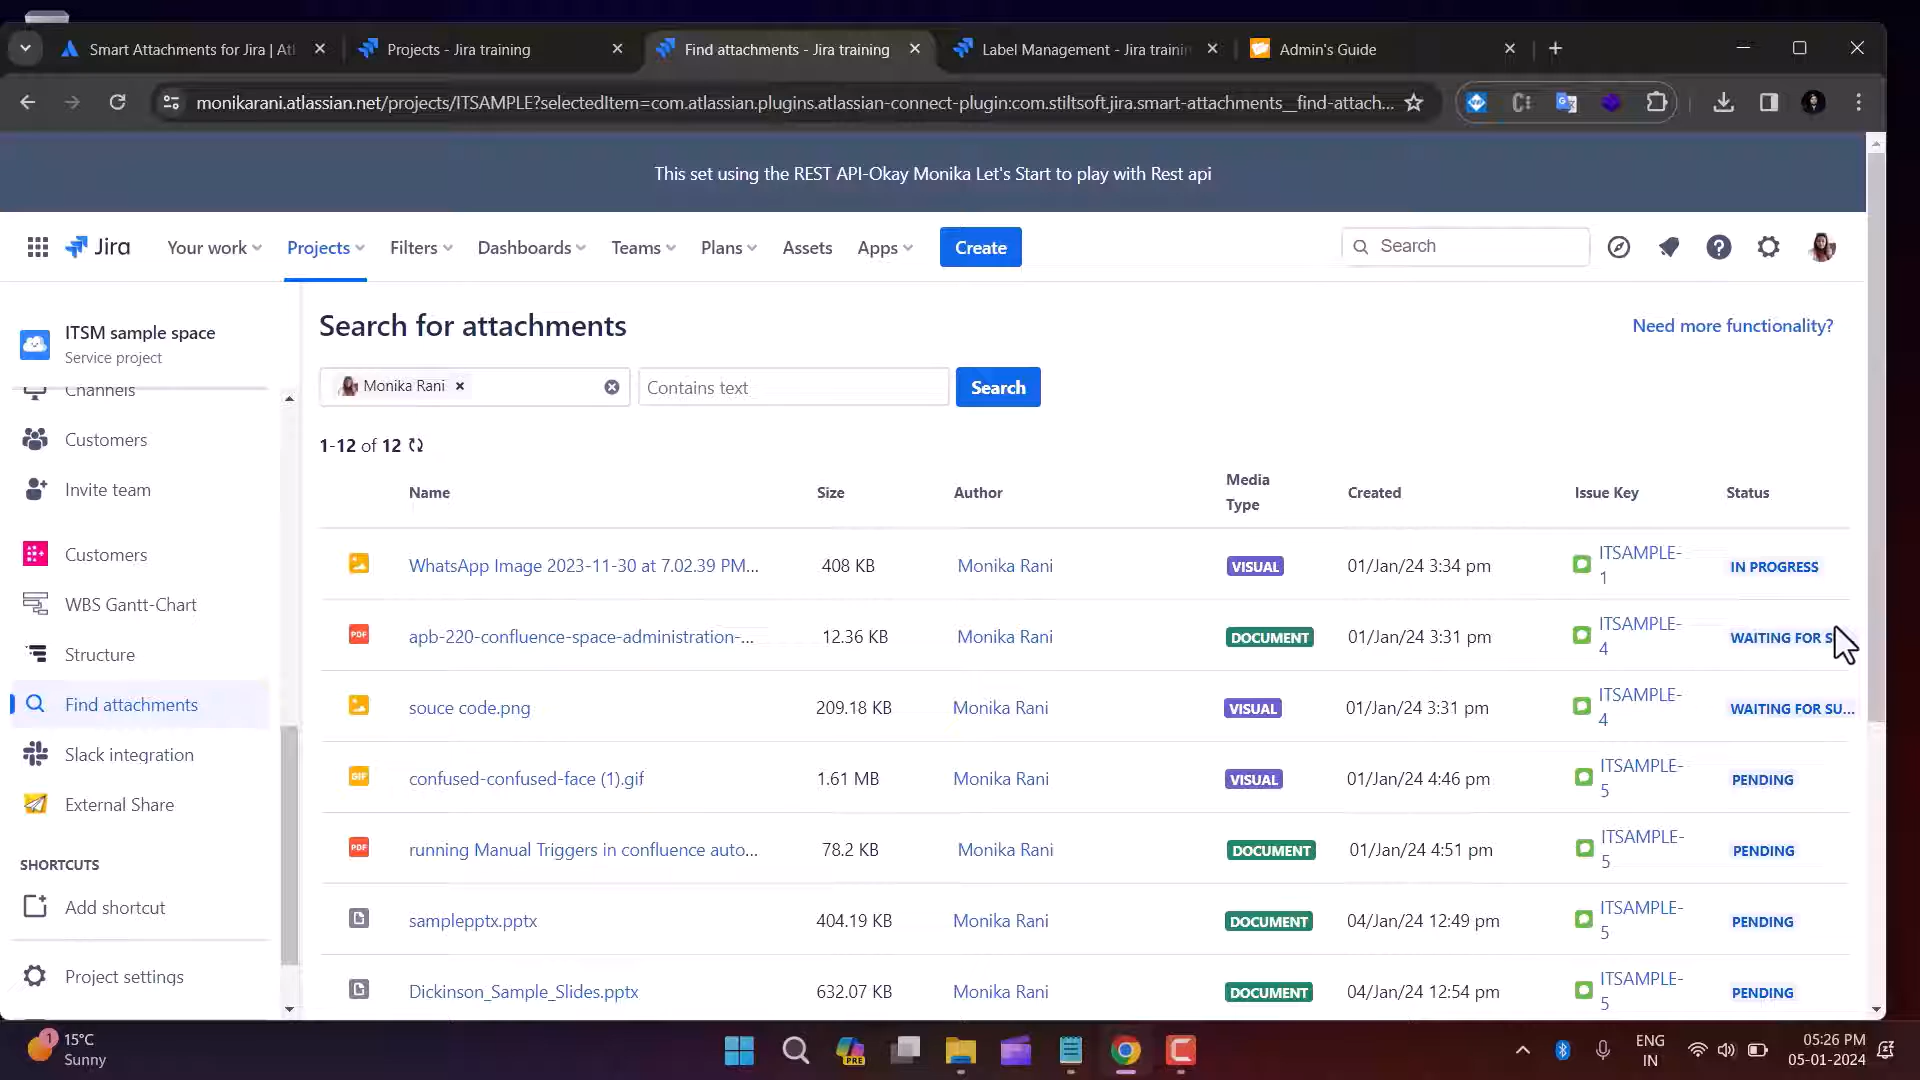 Smart Attachments for Jira | Atl
Projects - Jira training
Find attachments - Jira training
Label Management - Jira trainin
Admin's Guide
monikarani.atlassian.net/projects/ITSAMPLE?selectedItem=com.atlassian.plugins.atlassian-connect-plugin:com.stiltsoft.jira.smart-attachments__find-attach...
This set using the REST API-Okay Monika Let's Start to play with Rest api
Jira
Your work
Projects
Filters
Dashboards
Teams
Plans
Assets
Apps
Create
Search
ITSM sample space
Service project
Channels
Customers
Invite team
Customers
WBS Gantt-Chart
Structure
Find attachments
Slack integration
External Share
SHORTCUTS
Add shortcut
Project settings
Search for attachments
Need more functionality?
Monika Rani
Contains text
Search
1-12 of 12
Name Size Author Media Type Created Issue Key Status
WhatsApp Image 2023-11-30 at 7.02.39 PM... 408 KB Monika Rani VISUAL 01/Jan/24 3:34 pm ITSAMPLE-1 IN PROGRESS
PDF apb-220-confluence-space-administration-... 12.36 KB Monika Rani DOCUMENT 01/Jan/24 3:31 pm ITSAMPLE-4 WAITING FOR S
souce code.png 209.18 KB Monika Rani VISUAL 01/Jan/24 3:31 pm ITSAMPLE-4 WAITING FOR SU...
GIF confused-confused-face (1).gif 1.61 MB Monika Rani VISUAL 01/Jan/24 4:46 pm ITSAMPLE-5 PENDING
PDF running Manual Triggers in confluence auto... 78.2 KB Monika Rani DOCUMENT 01/Jan/24 4:51 pm ITSAMPLE-5 PENDING
samplepptx.pptx 404.19 KB Monika Rani DOCUMENT 04/Jan/24 12:49 pm ITSAMPLE-5 PENDING
Dickinson_Sample_Slides.pptx 632.07 KB Monika Rani DOCUMENT 04/Jan/24 12:54 pm ITSAMPLE-5 PENDING
1
15°C
Sunny
PRE
ENG
IN
05:26 PM
05-01-2024